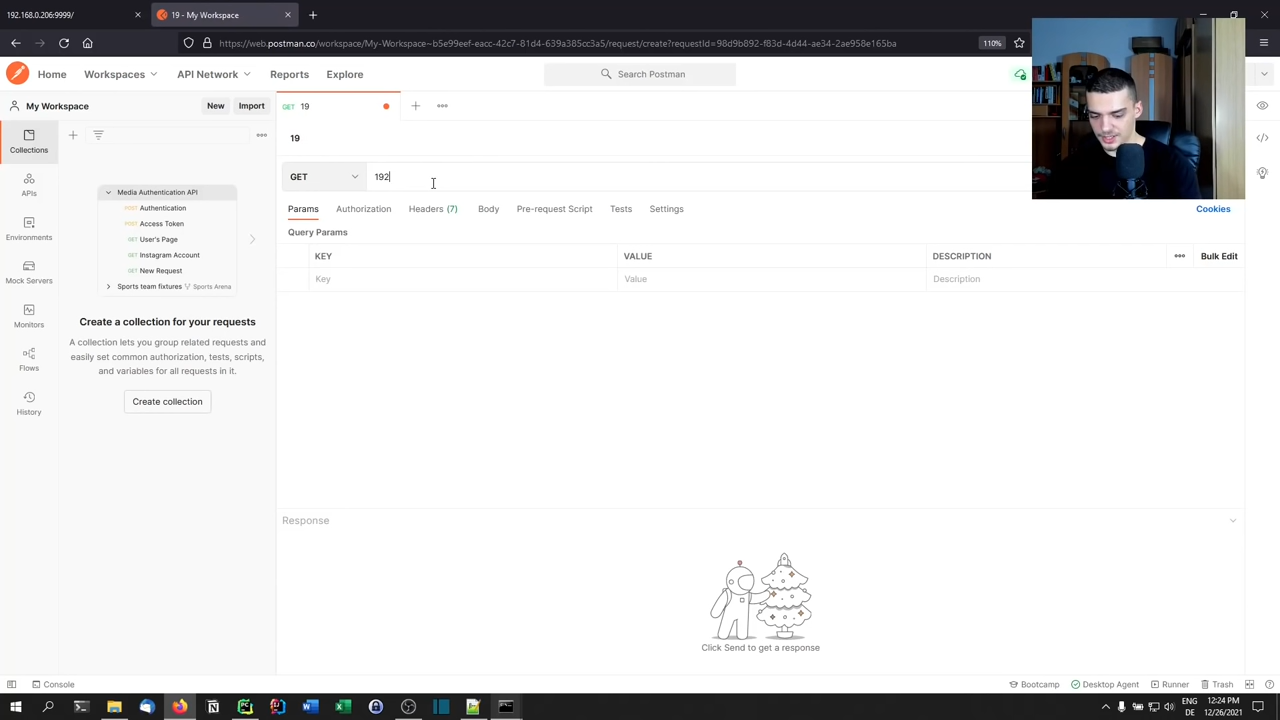 192.168.0.206:9999/
19 - My Workspace
https://web.postman.co/workspace/My-Workspace~bee99eef-eacc-42c7-81d4-639a385cc3a5/request/create?requestId=98d9b892-f83d-4d44-ae34-2ae958e165ba
110%
Home
Workspaces
API Network
Reports
Explore
Search Postman
My Workspace
New
Import
GET 19
19
Collections
APIs
Environments
Mock Servers
Monitors
Flows
History
Media Authentication API
POST Authentication
POST Access Token
GET User's Page
GET Instagram Account
GET New Request
Sports team fixtures Sports Arena
Create a collection for your requests
A collection lets you group related requests and
easily set common authorization, tests, scripts,
and variables for all requests in it.
Create collection
GET
192
Params
Authorization
Headers (7)
Body
Pre-request Script
Tests
Settings
Cookies
Query Params
KEY
VALUE
DESCRIPTION
Bulk Edit
Key
Value
Description
Response
Click Send to get a response
Console
Bootcamp
Desktop Agent
Runner
Trash
ENG
DE
12:24 PM
12/26/2021